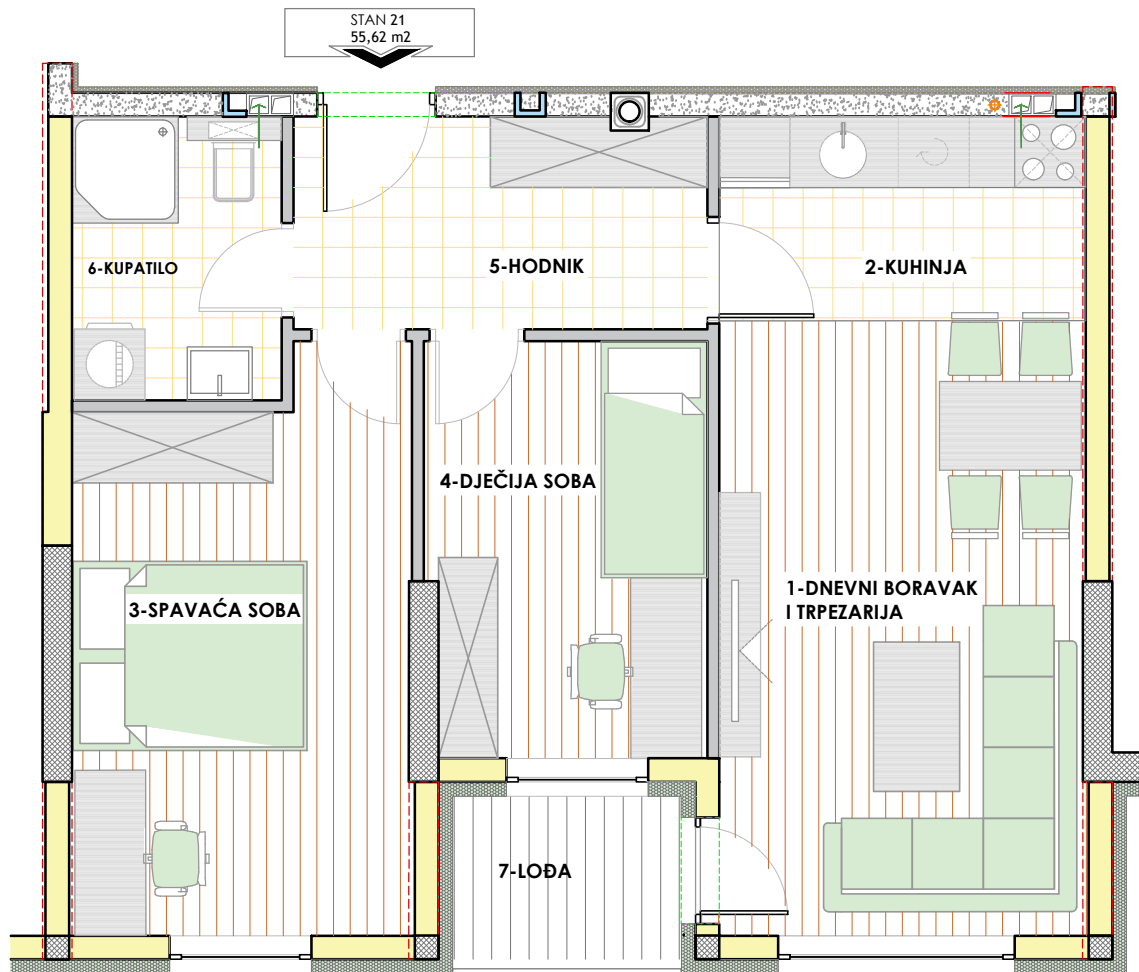 STAN 21
55,62 m2
6-KUPATILO
5-HODNIK
2-KUHINJA
4-DJEČIJA SOBA
3-SPAVAĆA SOBA
1-DNEVNI BORAVAK
I TRPEZARIJA
7-LOĐA